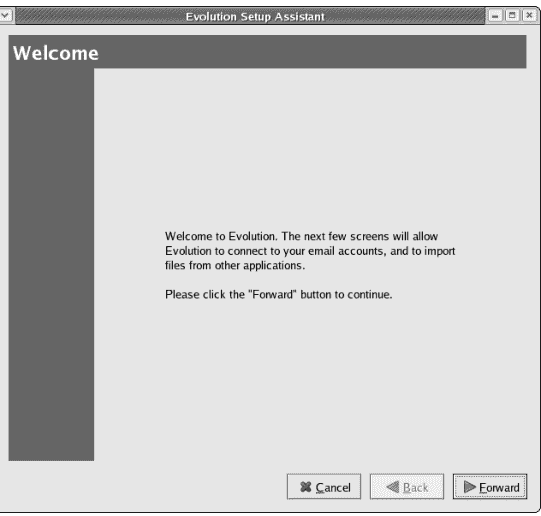 Evolution Setup Assistant
Welcome
Welcome to Evolution. The next few screens will allow
Evolution to connect to your email accounts, and to import
files from other applications.
Please click the "Forward" button to continue.
Cancel
Back
Forward